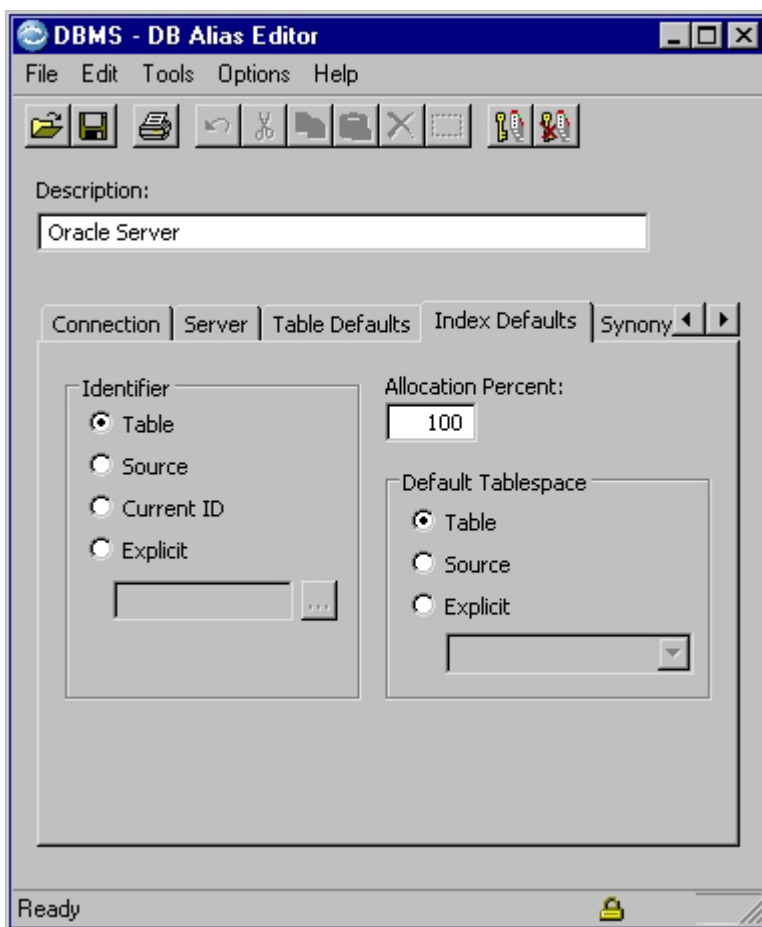 DBMS - DB Alias Editor
File Edit Tools Options Help
Description:
Oracle Server
Connection Server Table Defaults Index Defaults Synony
Identifier
Table
Source
Current ID
Explicit
...
Allocation Percent:
100
Default Tablespace
Table
Source
Explicit
Ready